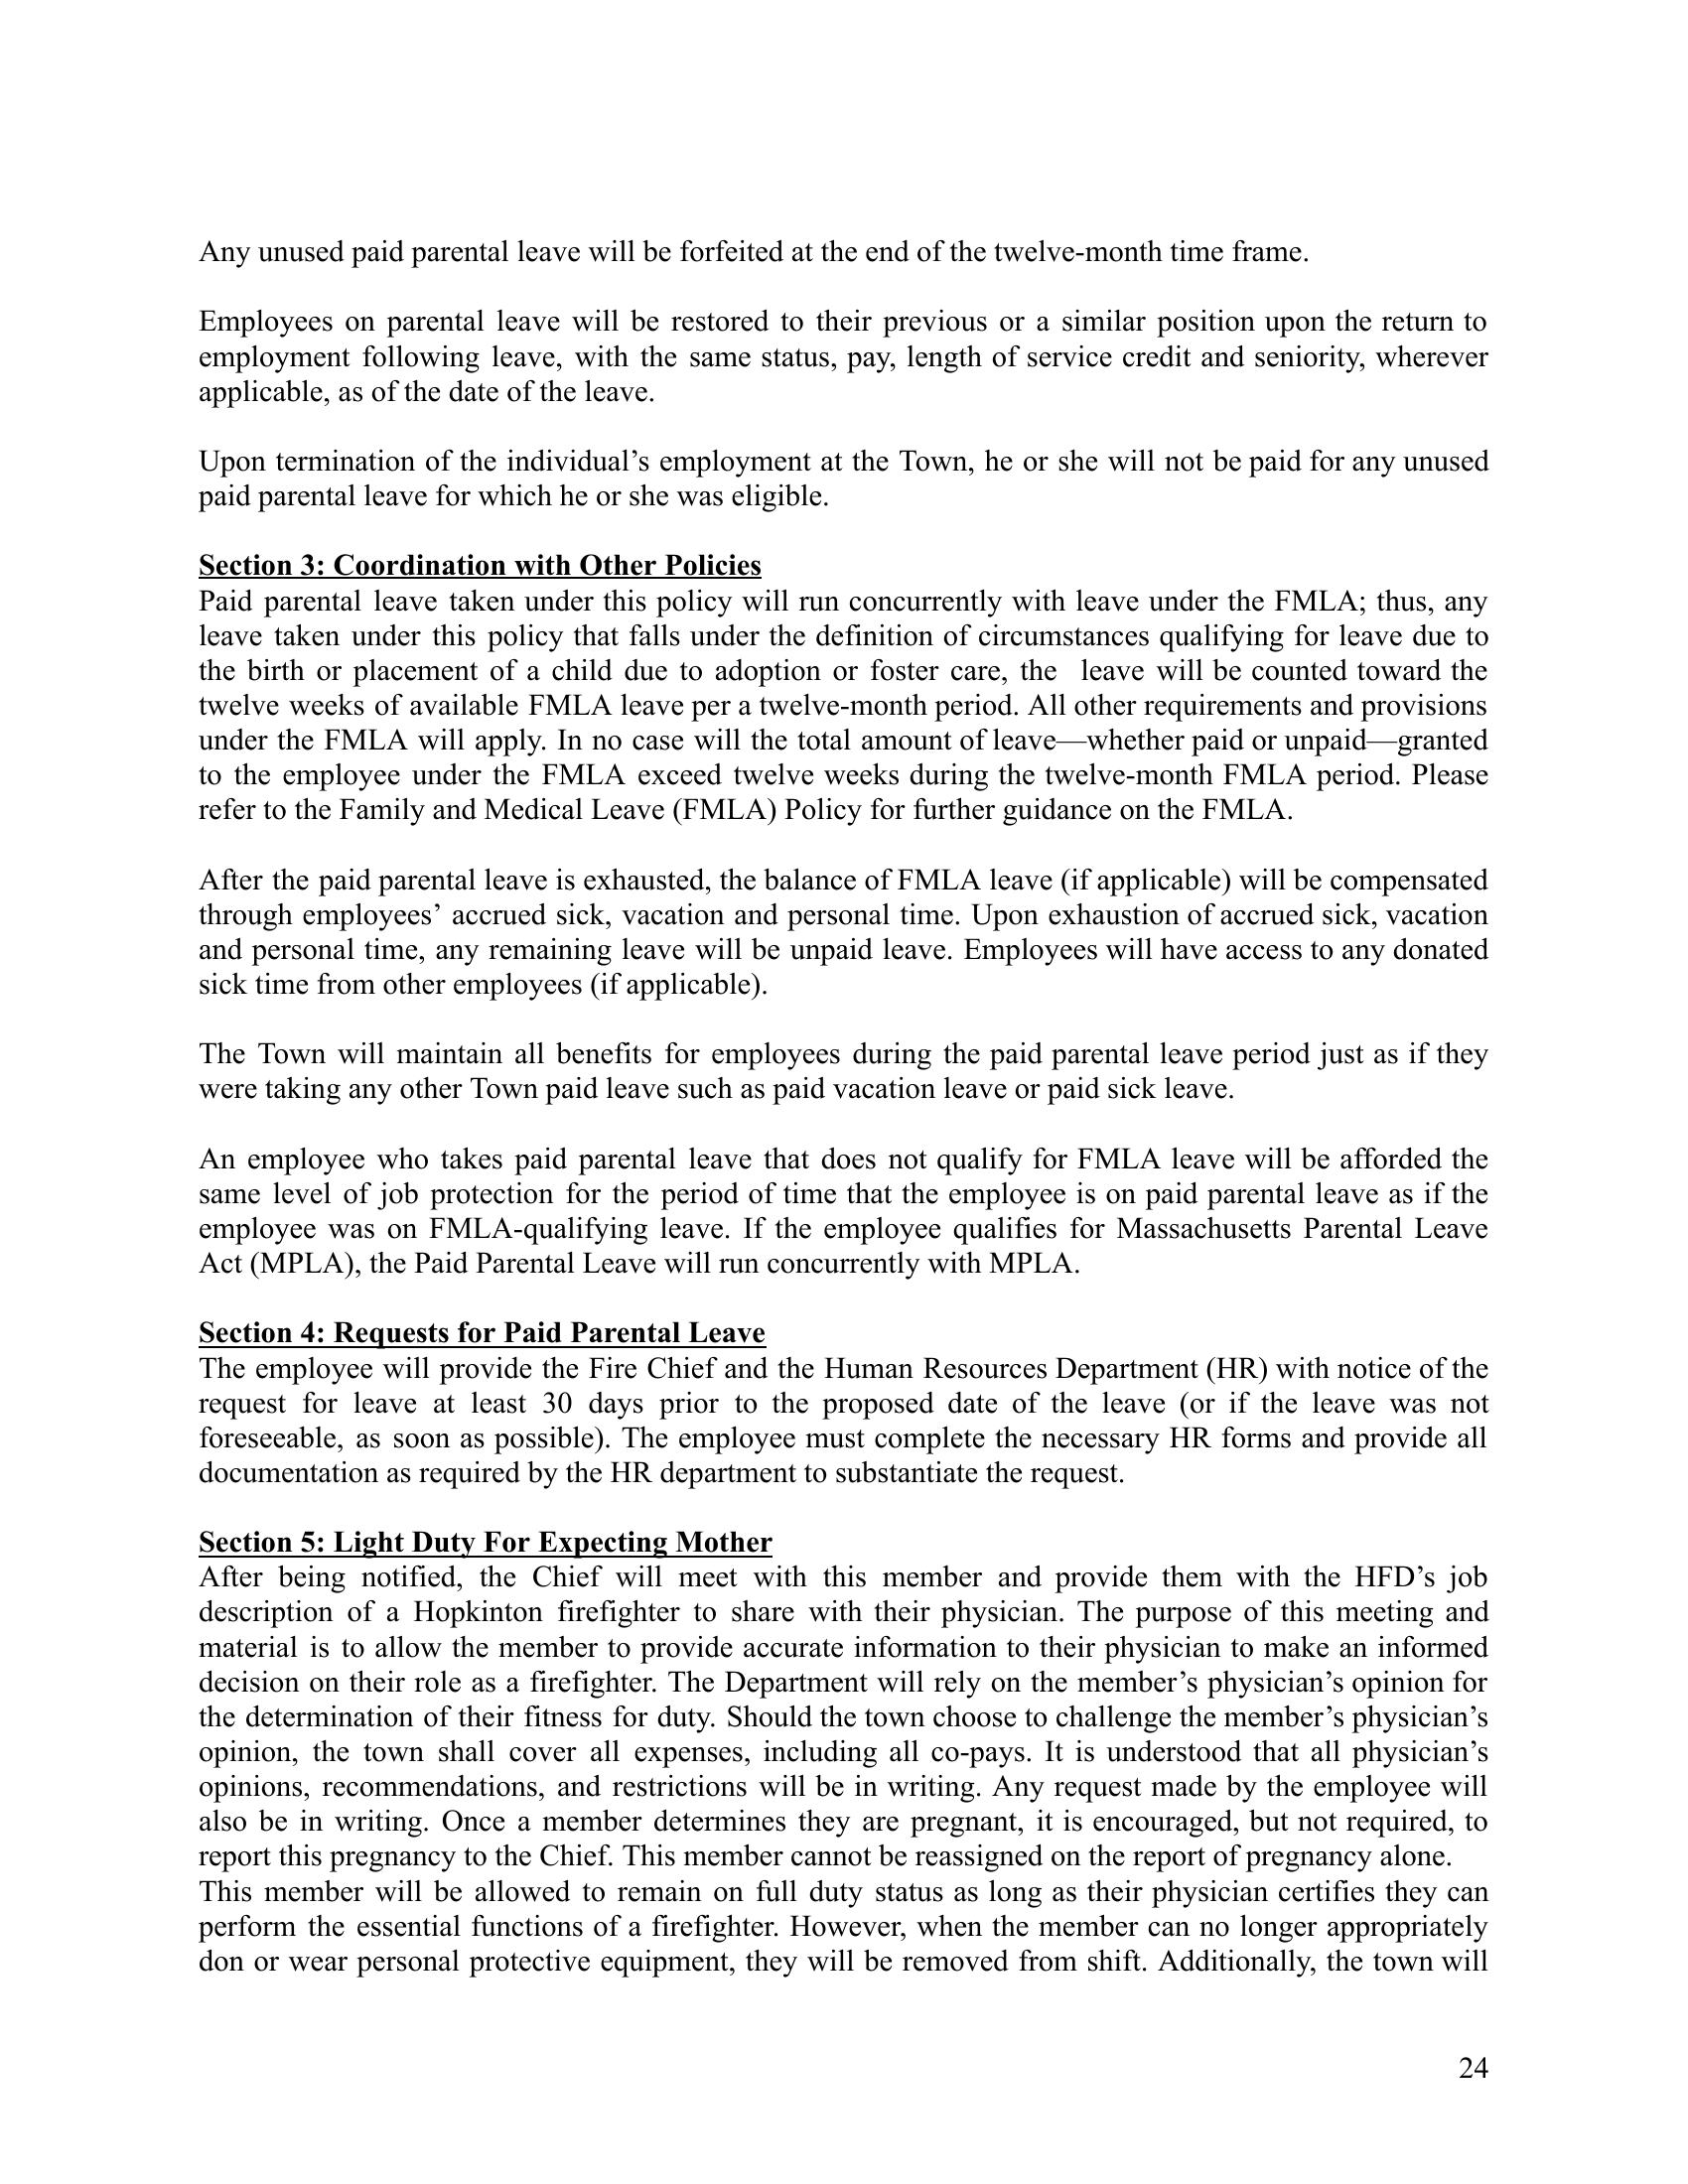 Any unused paid parental leave will be forfeited at the end of the twelve-month time frame.
Employees on parental leave will be restored to their previous or a similar position upon the return to
employment following leave, with the same status, pay, length of service credit and seniority, wherever
applicable, as of the date of the leave.
Upon termination of the individual’s employment at the Town, he or she will not be paid for any unused
paid parental leave for which he or she was eligible.
Section 3: Coordination with Other Policies
Paid parental leave taken under this policy will run concurrently with leave under the FMLA; thus, any
leave taken under this policy that falls under the definition of circumstances qualifying for leave due to
the birth or placement of a child due to adoption or foster care, the  leave will be counted toward the
twelve weeks of available FMLA leave per a twelve-month period. All other requirements and provisions
under the FMLA will apply. In no case will the total amount of leave—whether paid or unpaid—granted
to the employee under the FMLA exceed twelve weeks during the twelve-month FMLA period. Please
refer to the Family and Medical Leave (FMLA) Policy for further guidance on the FMLA.
After the paid parental leave is exhausted, the balance of FMLA leave (if applicable) will be compensated
through employees’ accrued sick, vacation and personal time. Upon exhaustion of accrued sick, vacation
and personal time, any remaining leave will be unpaid leave. Employees will have access to any donated
sick time from other employees (if applicable).
The Town will maintain all benefits for employees during the paid parental leave period just as if they
were taking any other Town paid leave such as paid vacation leave or paid sick leave.
An employee who takes paid parental leave that does not qualify for FMLA leave will be afforded the
same level of job protection for the period of time that the employee is on paid parental leave as if the
employee was on FMLA-qualifying leave. If the employee qualifies for Massachusetts Parental Leave
Act (MPLA), the Paid Parental Leave will run concurrently with MPLA.
Section 4: Requests for Paid Parental Leave
The employee will provide the Fire Chief and the Human Resources Department (HR) with notice of the
request for leave at least 30 days prior to the proposed date of the leave (or if the leave was not
foreseeable, as soon as possible). The employee must complete the necessary HR forms and provide all
documentation as required by the HR department to substantiate the request.
Section 5: Light Duty For Expecting Mother
After being notified, the Chief will meet with this member and provide them with the HFD’s job
description of a Hopkinton firefighter to share with their physician. The purpose of this meeting and
material is to allow the member to provide accurate information to their physician to make an informed
decision on their role as a firefighter. The Department will rely on the member’s physician’s opinion for
the determination of their fitness for duty. Should the town choose to challenge the member’s physician’s
opinion, the town shall cover all expenses, including all co-pays. It is understood that all physician’s
opinions, recommendations, and restrictions will be in writing. Any request made by the employee will
also be in writing. Once a member determines they are pregnant, it is encouraged, but not required, to
report this pregnancy to the Chief. This member cannot be reassigned on the report of pregnancy alone.
This member will be allowed to remain on full duty status as long as their physician certifies they can
perform the essential functions of a firefighter. However, when the member can no longer appropriately
don or wear personal protective equipment, they will be removed from shift. Additionally, the town will
24